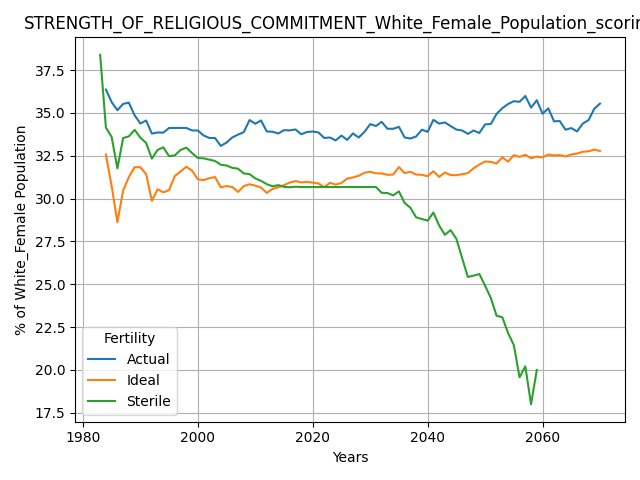 STRENGTH_OF_RELIGIOUS_COMMITMENT_White_Female_Population_scorin
% of White_Female Population
37.5
35.0
32.5
30.0
27.5
25.0
22.5
20.0
17.5
Fertility
Actual
Ideal
Sterile
1980
2000
2020
2040
2060
Years